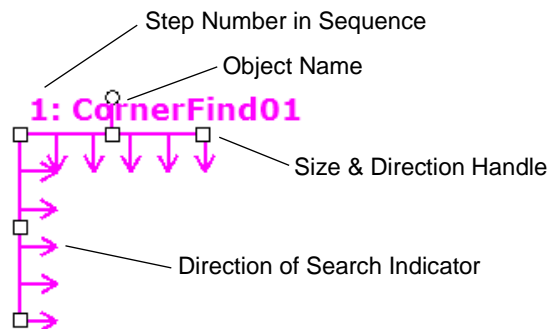 Step Number in Sequence
Object Name
1: CornerFind01
Size & Direction Handle
Direction of Search Indicator